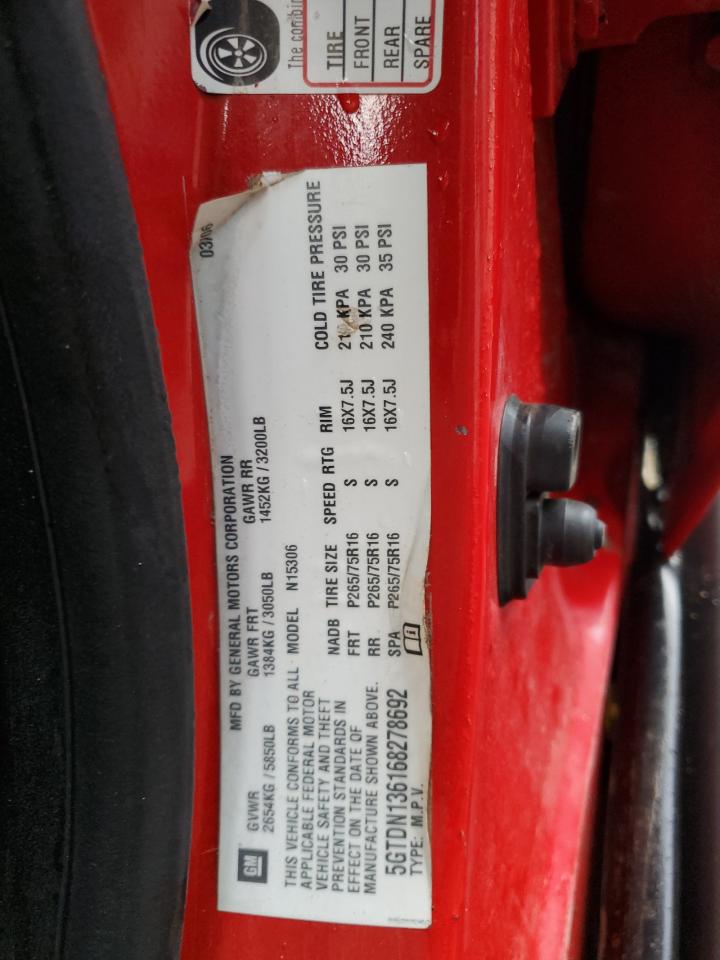 The combin
TIRE
FRONT
REAR
SPARE
03/06
MFD BY GENERAL MOTORS CORPORATION
GM
GVWR GAWR FRT GAWR RR
2654KG / 5850LB 1384KG / 3050LB 1452KG / 3200LB
THIS VEHICLE CONFORMS TO ALL
APPLICABLE FEDERAL MOTOR
VEHICLE SAFETY AND THEFT
PREVENTION STANDARDS IN
EFFECT ON THE DATE OF
MANUFACTURE SHOWN ABOVE.
5GTDN136168278692
TYPE: M.P.V.
MODEL N15306
NADB TIRE SIZE SPEED RTG RIM COLD TIRE PRESSURE
FRT P265/75R16 S 16X7.5J 210 KPA 30 PSI
RR P265/75R16 S 16X7.5J 210 KPA 30 PSI
SPA P265/75R16 S 16X7.5J 240 KPA 35 PSI